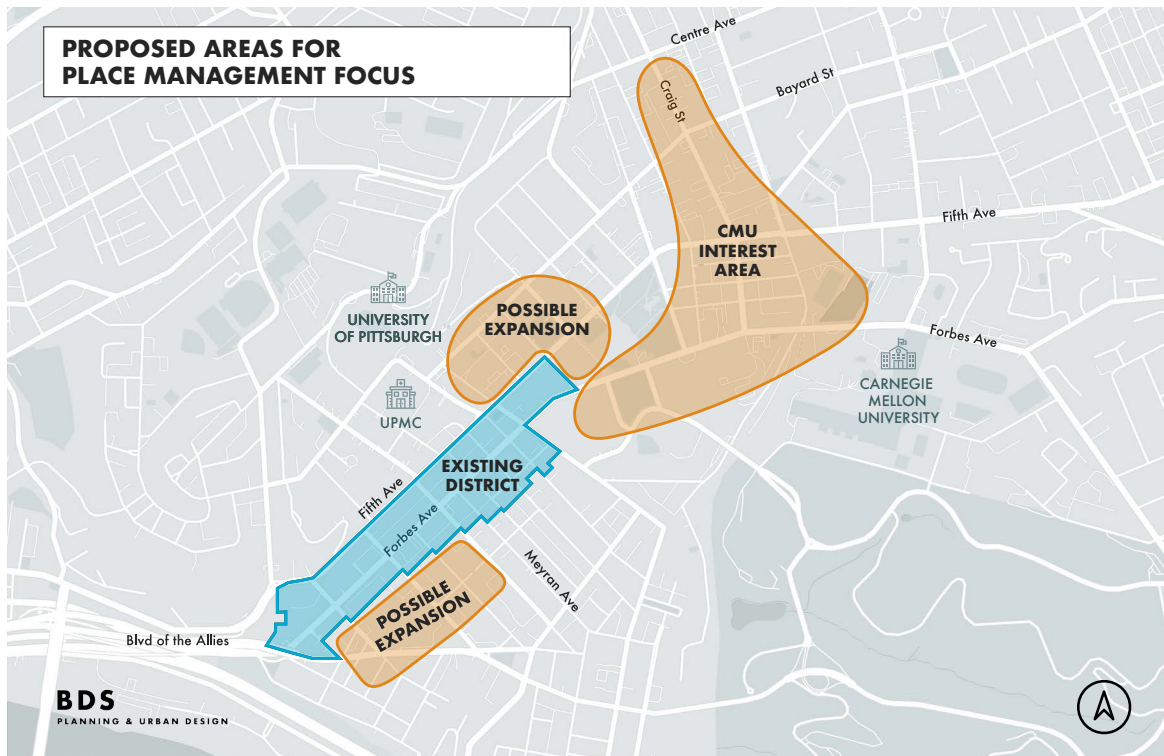 PROPOSED AREAS FOR
PLACE MANAGEMENT FOCUS
Centre Ave
Craig St
Bayard St
Fifth Ave
CMU
INTEREST
AREA
UNIVERSITY
OF PITTSBURGH
POSSIBLE
EXPANSION
Forbes Ave
CARNEGIE
MELLON
UNIVERSITY
UPMC
EXISTING
DISTRICT
Fifth Ave
Forbes Ave
Meyran Ave
POSSIBLE
EXPANSION
Blvd of the Allies
BDS
PLANNING & URBAN DESIGN